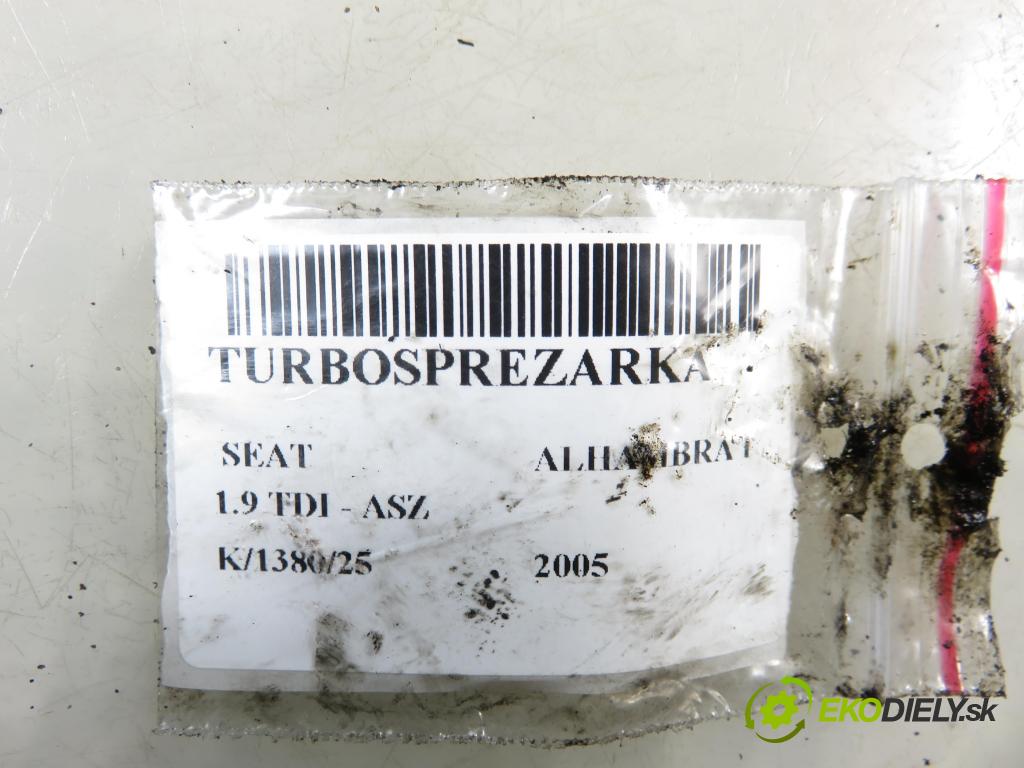 TURBOSPREZARKA
SEAT ALHAMBRA I
1.9 TDI - ASZ
K/1380/25 2005
EKODIELY.sk